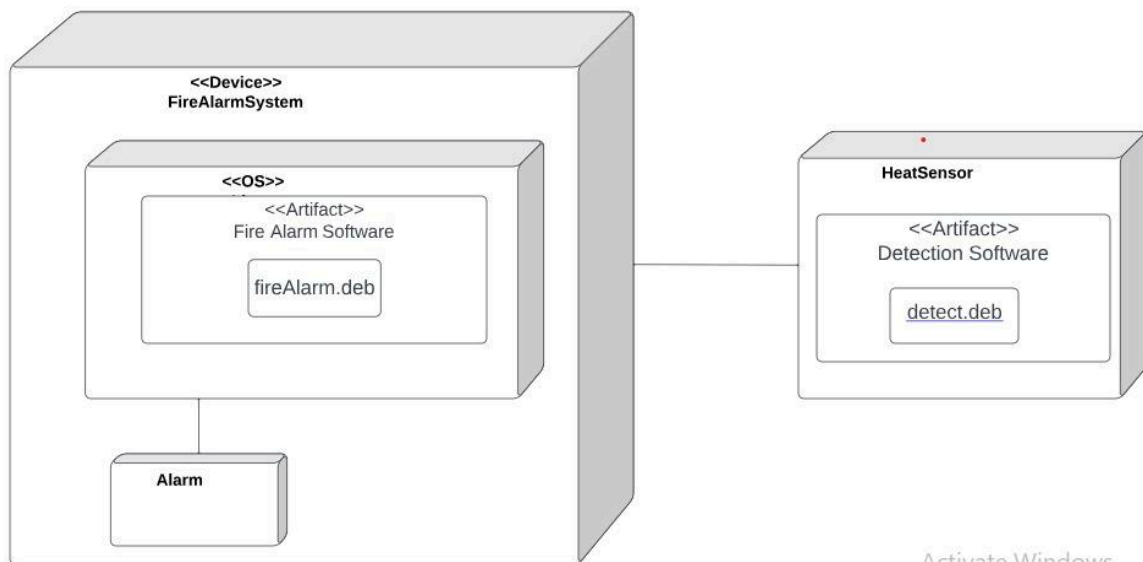 <<Device>>
FireAlarmSystem
<<OS>>
<<Artifact>>
Fire Alarm Software
fireAlarm.deb
Alarm
HeatSensor
<<Artifact>>
Detection Software
detect.deb
Activate Windows